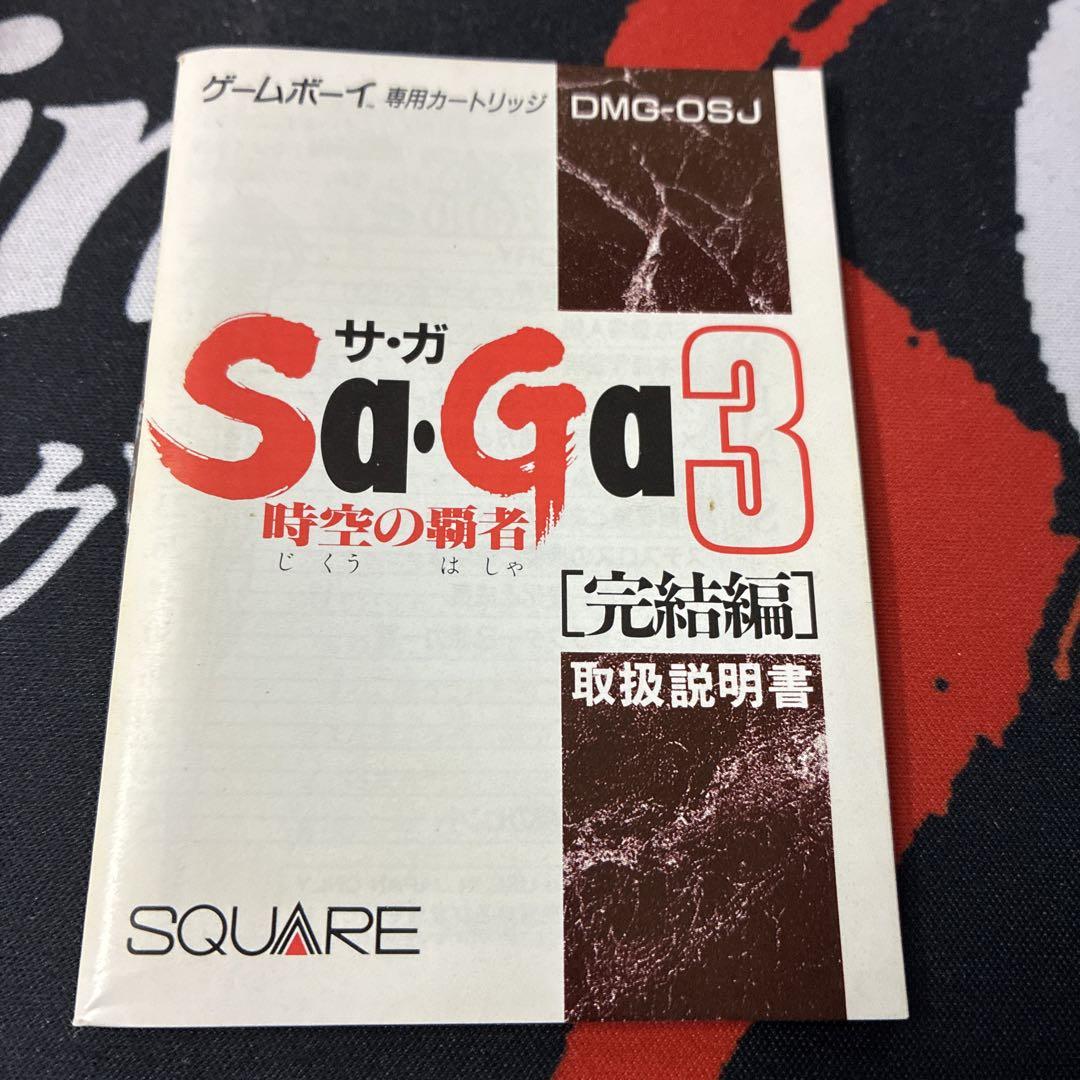 ゲームボーイ™ 専用カートリッジ
DMG-OSJ
サ・ガ
Sa・Ga3
時空の覇者
じくう はしゃ
[完結編]
取扱説明書
SQUARE